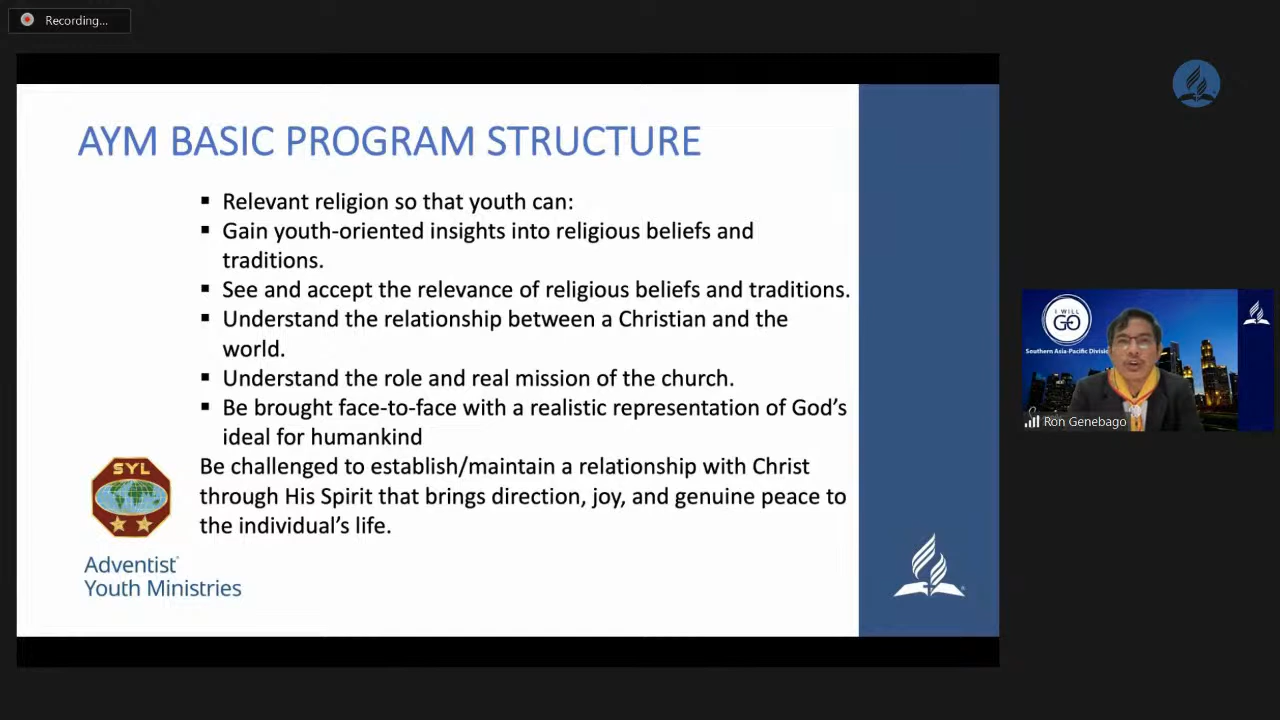 Recording...
AYM BASIC PROGRAM STRUCTURE
▪ Relevant religion so that youth can:
▪ Gain youth-oriented insights into religious beliefs and
traditions.
▪ See and accept the relevance of religious beliefs and traditions.
▪ Understand the relationship between a Christian and the
world.
▪ Understand the role and real mission of the church.
▪ Be brought face-to-face with a realistic representation of God's
ideal for humankind
Be challenged to establish/maintain a relationship with Christ
through His Spirit that brings direction, joy, and genuine peace to
the individual's life.
SYL
Adventist
Youth Ministries
I WILL
GO
Southern Asia-Pacific
Ron Genebago